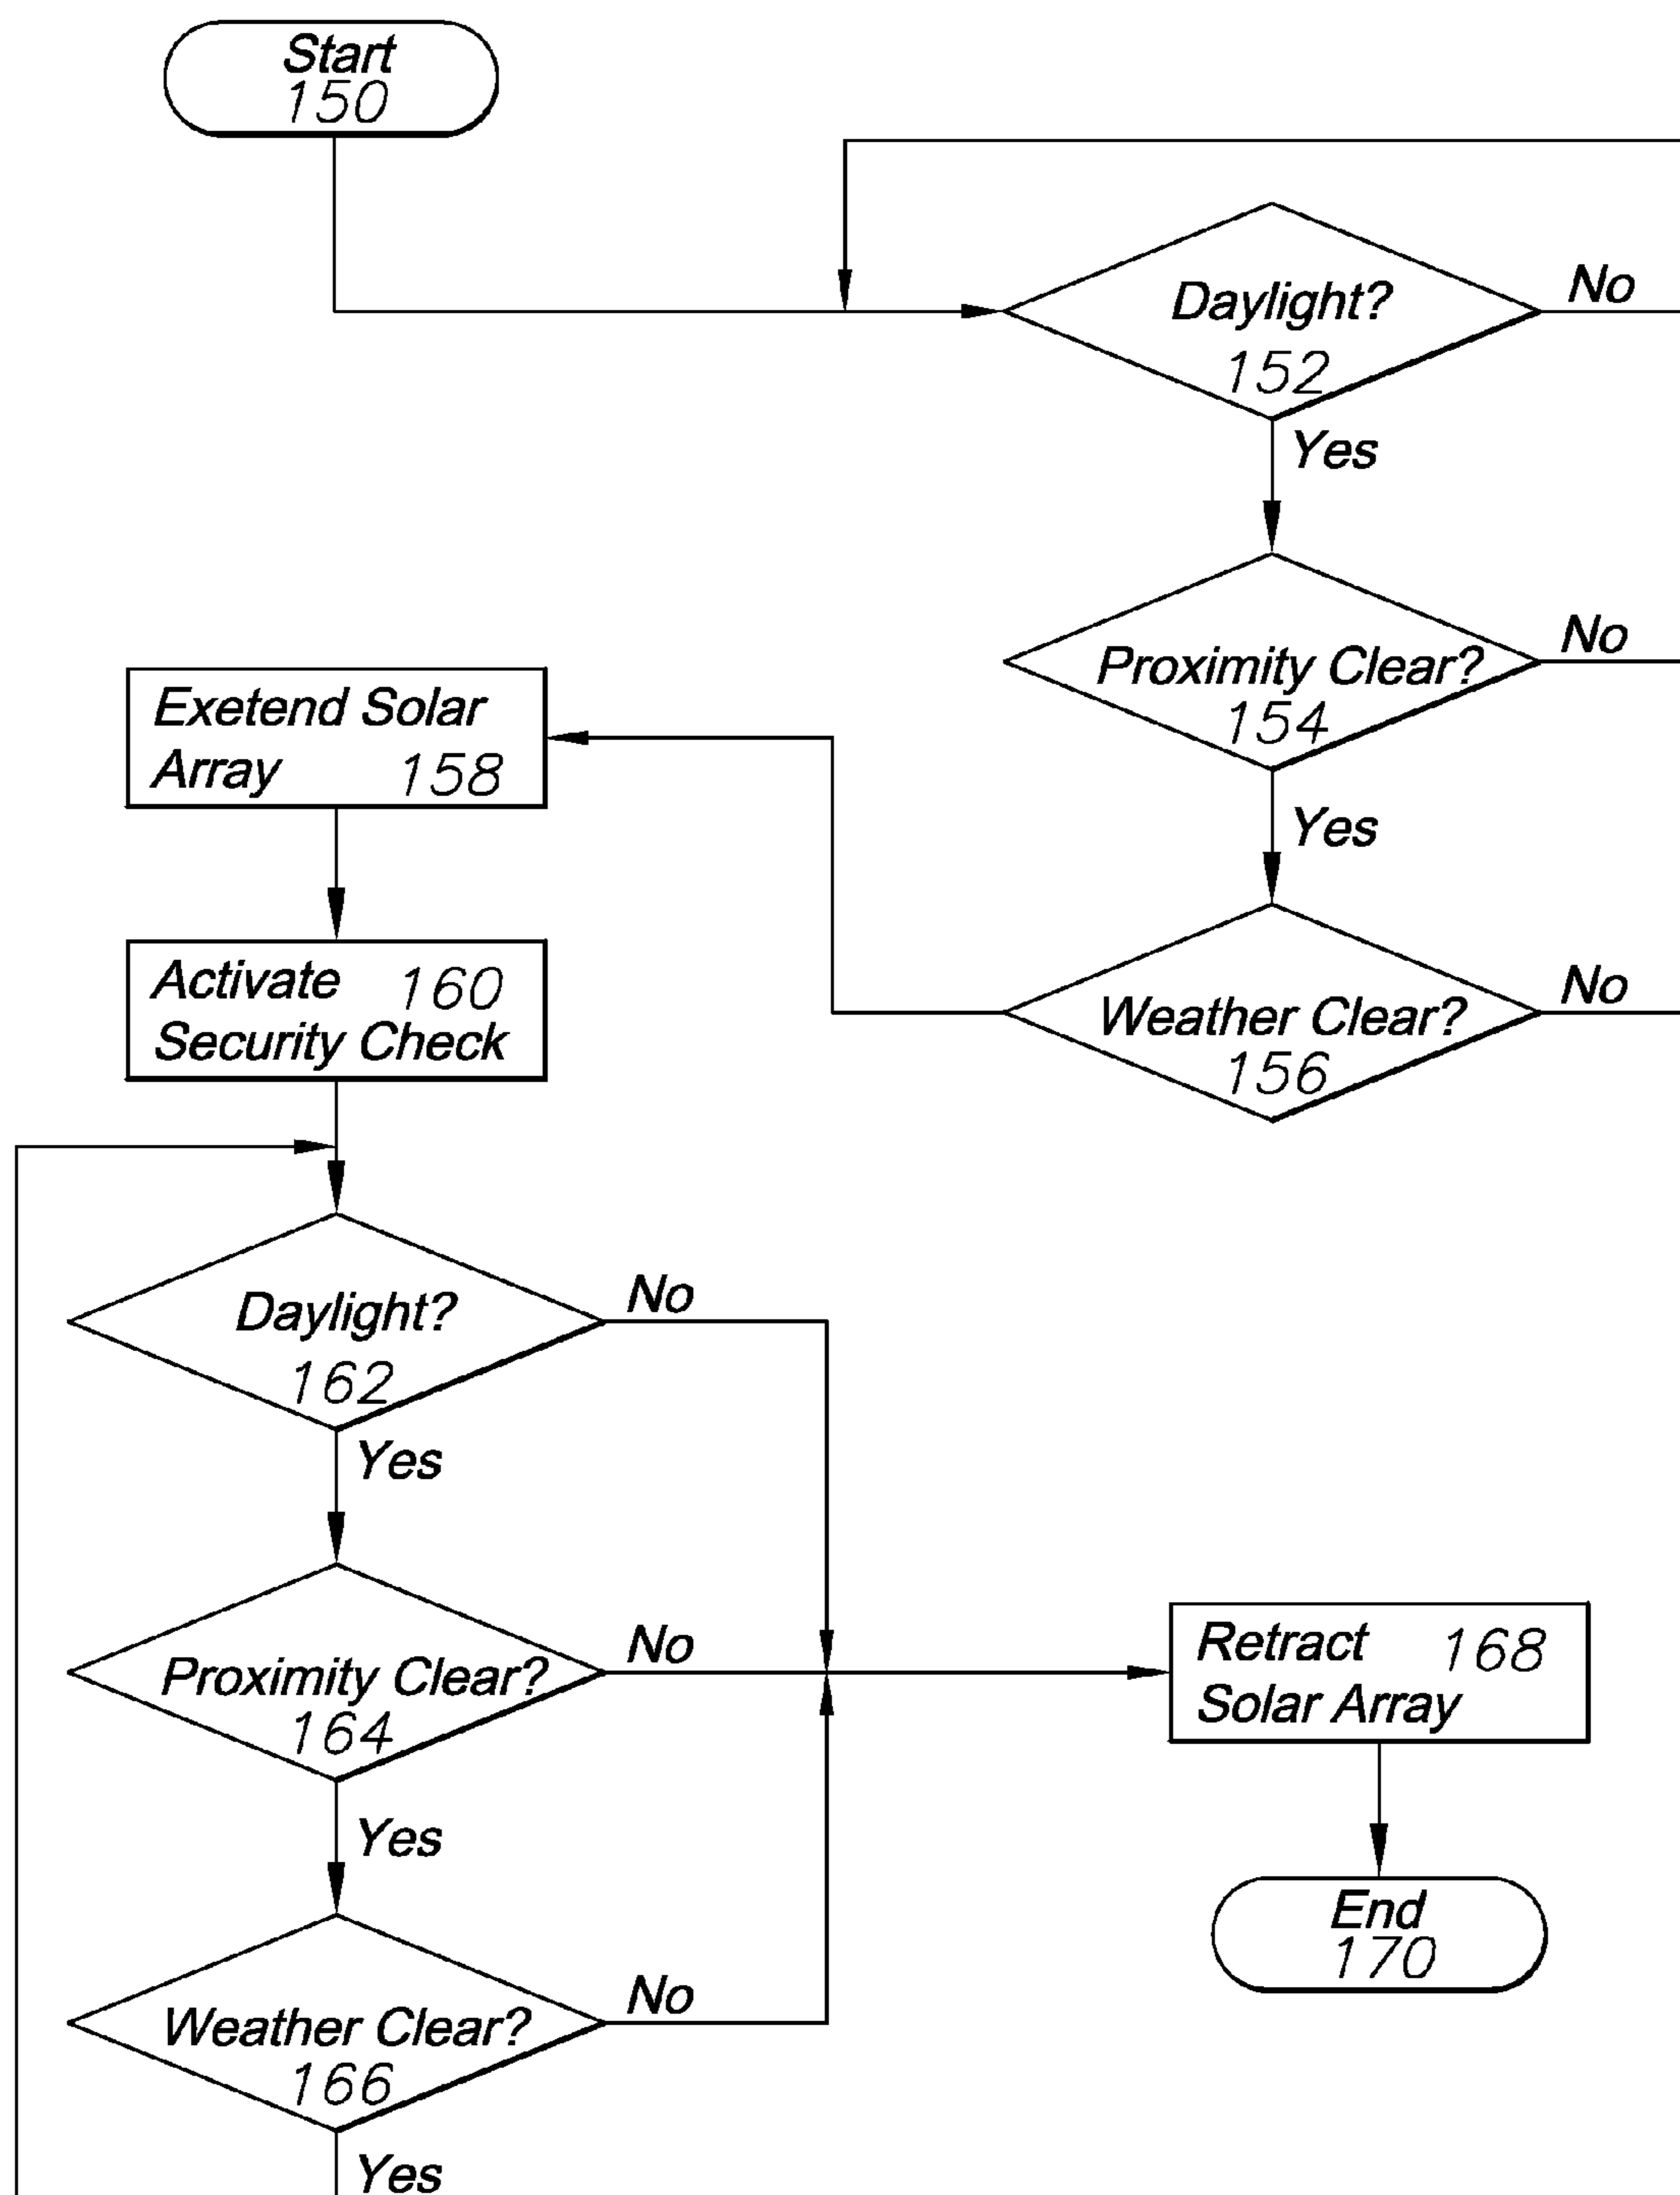 Start
150
Daylight?
152
No
Yes
Proximity Clear?
154
No
Yes
Weather Clear?
156
No
Exetend Solar
Array 158
Activate 160
Security Check
Daylight?
162
No
Yes
Proximity Clear?
164
No
Yes
Weather Clear?
166
No
Yes
Retract 168
Solar Array
End
170